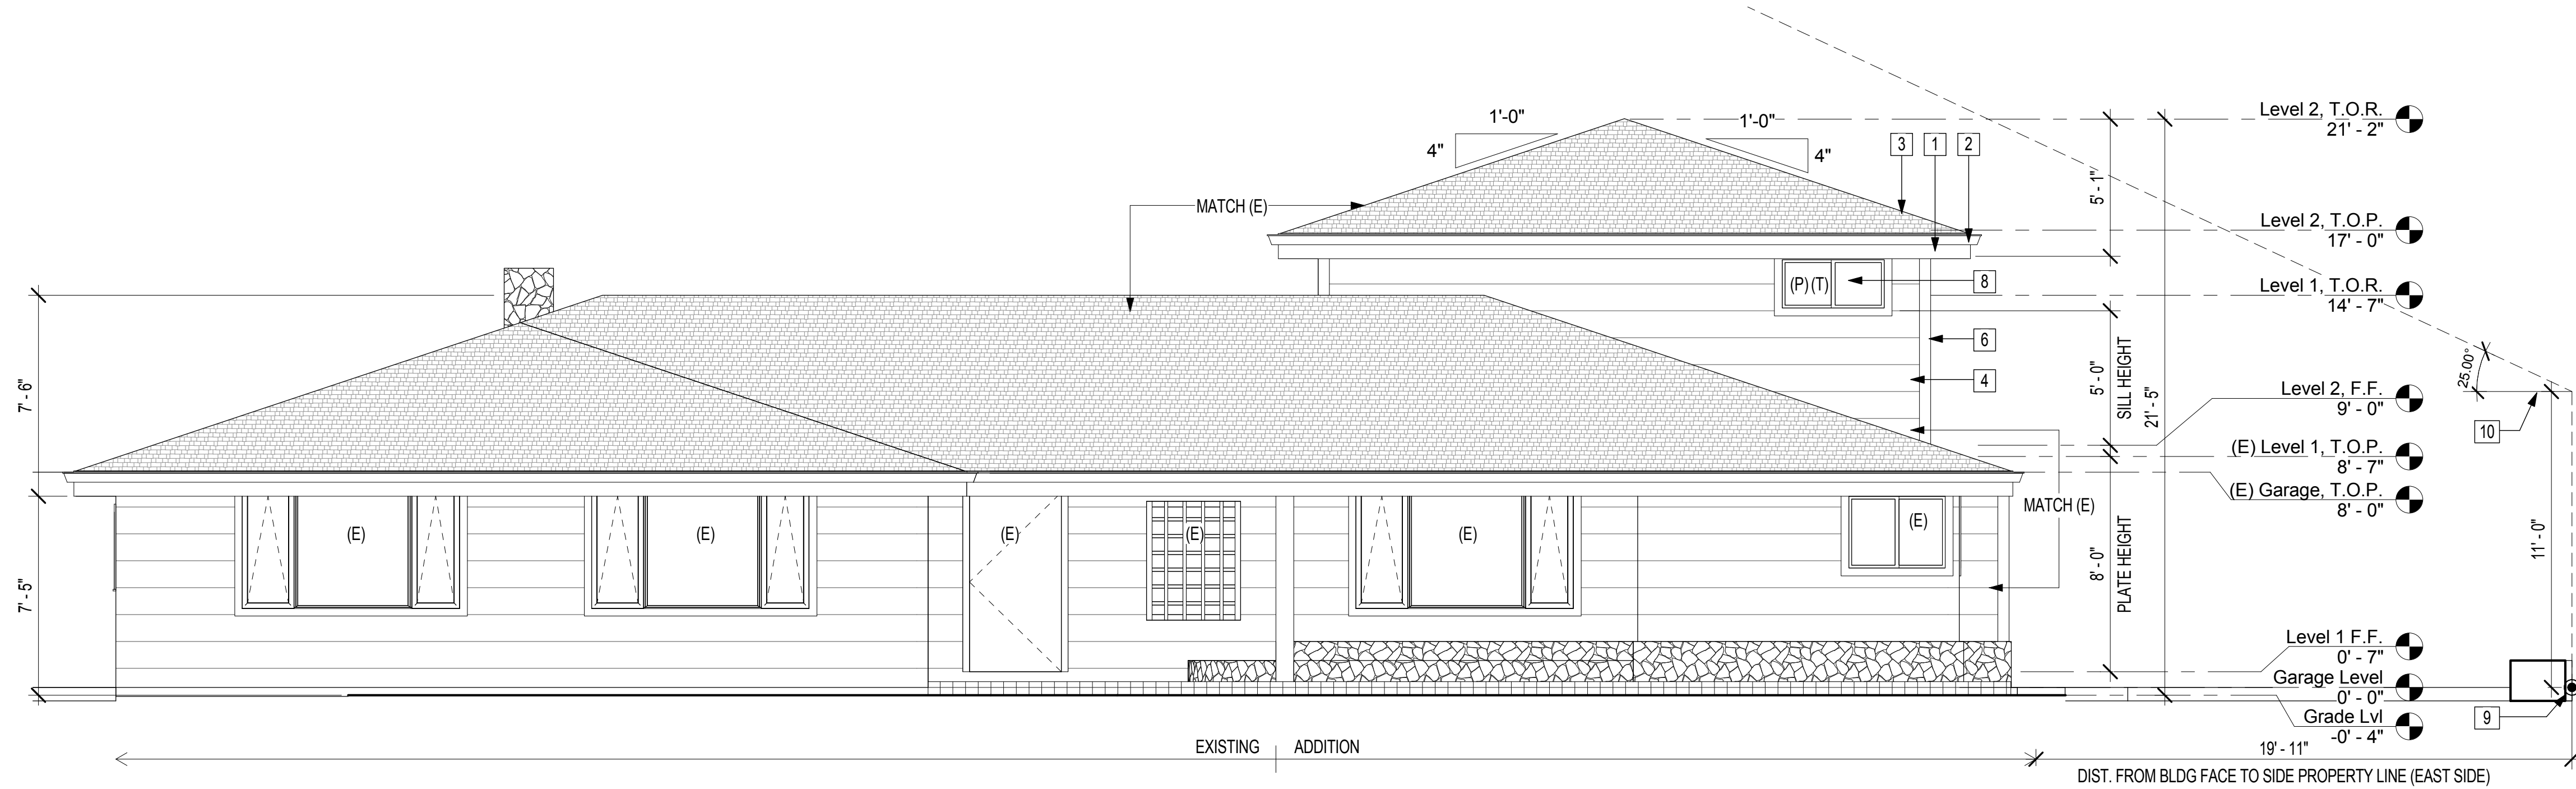 1'-0"
4"
1'-0"
4"
3
1
2
MATCH (E)
(P) (T)
8
6
4
5' - 1"
5' - 0"
SILL HEIGHT
21' - 5"
8' - 0"
PLATE HEIGHT
MATCH (E)
Level 2, T.O.R.
21' - 2"
Level 2, T.O.P.
17' - 0"
Level 1, T.O.R.
14' - 7"
Level 2, F.F.
9' - 0"
(E) Level 1, T.O.P.
8' - 7"
(E) Garage, T.O.P.
8' - 0"
Level 1 F.F.
0' - 7"
Garage Level
0' - 0"
Grade Lvl
-0' - 4"
25.00°
10
11' - 0"
9
7' - 6"
7' - 5"
(E)
(E)
(E)
(E)
(E)
(E)
EXISTING
ADDITION
19' - 11"
DIST. FROM BLDG FACE TO SIDE PROPERTY LINE (EAST SIDE)